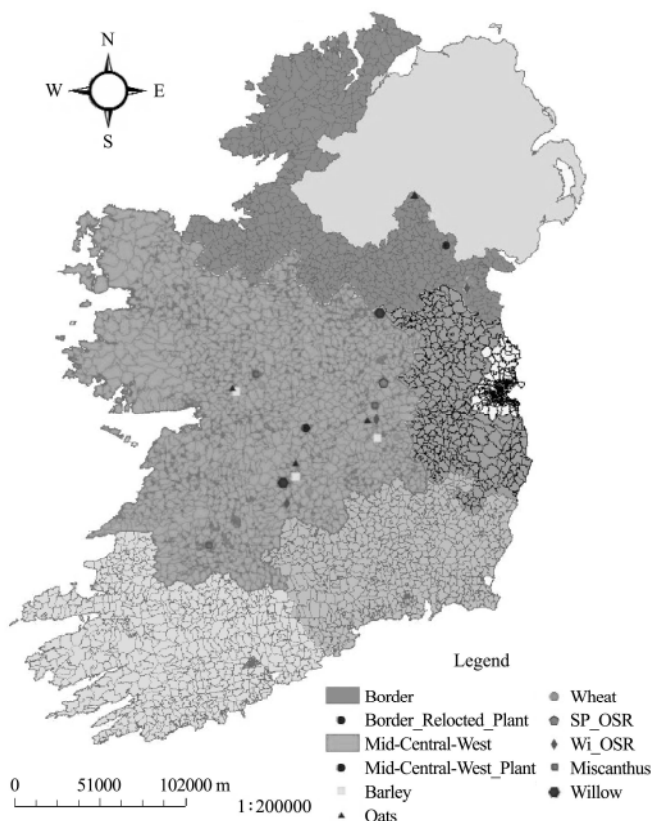 N
W E
S
Legend
Border
Border_Relocted_Plant
Mid-Central-West
Mid-Central-West_Plant
Barley
Oats
Wheat
SP_OSR
Wi_OSR
Miscanthus
Willow
0 51000 102000 m
1:200000